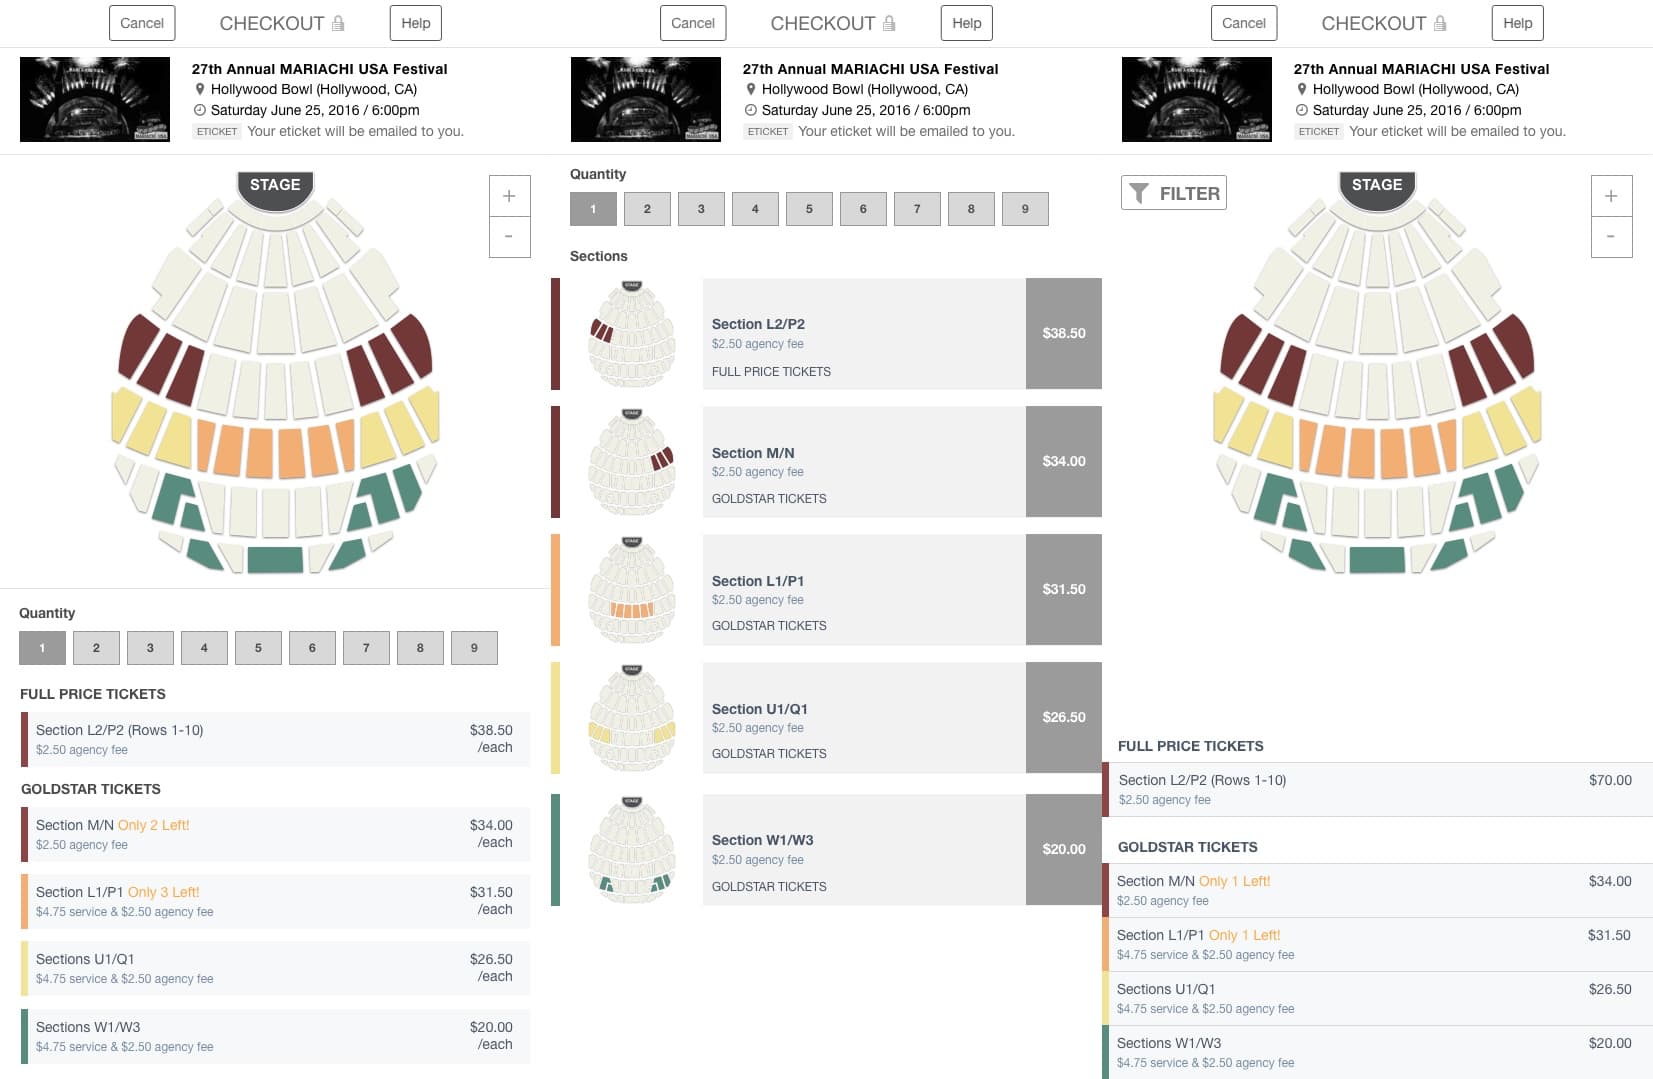 Cancel
CHECKOUT
Help
27th Annual MARIACHI USA Festival
Hollywood Bowl (Hollywood, CA)
Saturday June 25, 2016 / 6:00pm
ETICKET Your eticket will be emailed to you.
STAGE
+
-
Quantity
1 2 3 4 5 6 7 8 9
FULL PRICE TICKETS
Section L2/P2 (Rows 1-10)
$2.50 agency fee
$38.50
/each
GOLDSTAR TICKETS
Section M/N Only 2 Left!
$2.50 agency fee
$34.00
/each
Section L1/P1 Only 3 Left!
$4.75 service & $2.50 agency fee
$31.50
/each
Sections U1/Q1
$4.75 service & $2.50 agency fee
$26.50
/each
Sections W1/W3
$4.75 service & $2.50 agency fee
$20.00
/each
Cancel
CHECKOUT
Help
27th Annual MARIACHI USA Festival
Hollywood Bowl (Hollywood, CA)
Saturday June 25, 2016 / 6:00pm
ETICKET Your eticket will be emailed to you.
Quantity
1 2 3 4 5 6 7 8 9
Sections
STAGE
Section L2/P2
$2.50 agency fee
FULL PRICE TICKETS
$38.50
STAGE
Section M/N
$2.50 agency fee
GOLDSTAR TICKETS
$34.00
STAGE
Section L1/P1
$2.50 agency fee
GOLDSTAR TICKETS
$31.50
STAGE
Section U1/Q1
$2.50 agency fee
GOLDSTAR TICKETS
$26.50
STAGE
Section W1/W3
$2.50 agency fee
GOLDSTAR TICKETS
$20.00
Cancel
CHECKOUT
Help
27th Annual MARIACHI USA Festival
Hollywood Bowl (Hollywood, CA)
Saturday June 25, 2016 / 6:00pm
ETICKET Your eticket will be emailed to you.
FILTER
STAGE
+
-
FULL PRICE TICKETS
Section L2/P2 (Rows 1-10)
$2.50 agency fee
$70.00
GOLDSTAR TICKETS
Section M/N Only 1 Left!
$2.50 agency fee
$34.00
Section L1/P1 Only 1 Left!
$4.75 service & $2.50 agency fee
$31.50
Sections U1/Q1
$4.75 service & $2.50 agency fee
$26.50
Sections W1/W3
$4.75 service & $2.50 agency fee
$20.00